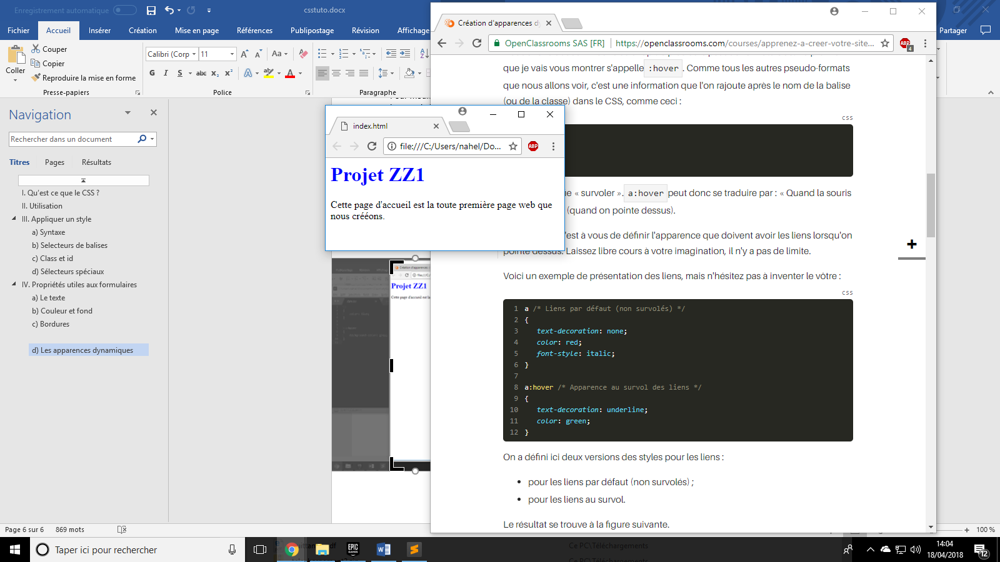 Enregistrement automatique
csstuto.docx
Fichier
Accueil
Insérer
Création
Mise en page
Références
Publipostage
Révision
Affichage
Partager
Coller
Couper
Copier
Reproduire la mise en forme
Presse-papiers
Calibri (Corp
11
G I S abc x₂ x²
Police
Paragraphe
Navigation
Rechercher dans un document
Titres
Pages
Résultats
I. Qu'est ce que le CSS ?
II. Utilisation
III. Appliquer un style
a) Syntaxe
b) Selecteurs de balises
c) Class et id
d) Sélecteurs spéciaux
IV. Propriétés utiles aux formulaires
a) Le texte
b) Couleur et fond
c) Bordures
d) Les apparences dynamiques
index.html
file:///C:/Users/nahel/Do...
ABP
Projet ZZ1
Cette page d'accueil est la toute première page web que
nous crééons.
Projet ZZ1
Cette page d'accueil est la
Création d'apparences d
OpenClassrooms SAS [FR]
https://openclassrooms.com/courses/apprenez-a-creer-votre-site...
ABP
4
que je vais vous montrer s'appelle :hover . Comme tous les autres pseudo-formats
que nous allons voir, c'est une information que l'on rajoute après le nom de la balise
(ou de la classe) dans le CSS, comme ceci :
css
« survoler ». a:hover peut donc se traduire par : « Quand la souris
(quand on pointe dessus).
'est à vous de définir l'apparence que doivent avoir les liens lorsqu'on
pointe dessus. Laissez libre cours à votre imagination, il n'y a pas de limite.
Voici un exemple de présentation des liens, mais n'hésitez pas à inventer le vôtre :
css
1 a /* Liens par défaut (non survolés) */
2 {
3 text-decoration: none;
4 color: red;
5 font-style: italic;
6 }
7
8 a:hover /* Apparence au survol des liens */
9 {
10 text-decoration: underline;
11 color: green;
12 }
On a défini ici deux versions des styles pour les liens :
• pour les liens par défaut (non survolés) ;
• pour les liens au survol.
Le résultat se trouve à la figure suivante.
Page 6 sur 6
869 mots
100 %
Taper ici pour rechercher
EPIC
GAMES
Ce PC\Téléchargements
14:04
18/04/2018
12